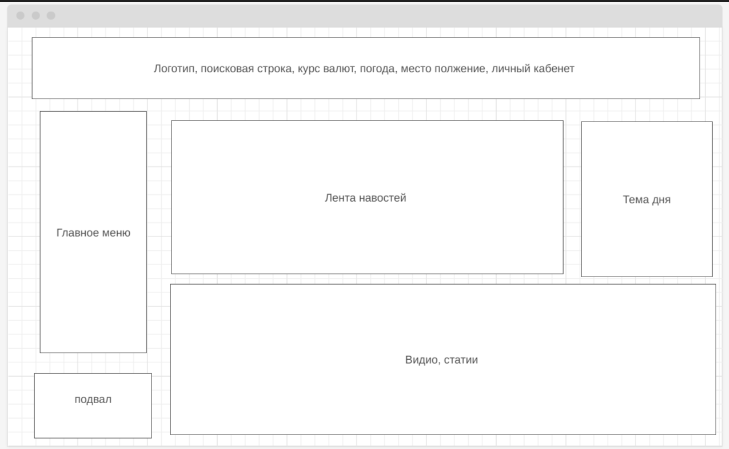 Логотип, поисковая строка, курс валют, погода, место полжение, личный кабенет
Главное меню
Лента навостей
Тема дня
Видио, статии
подвал